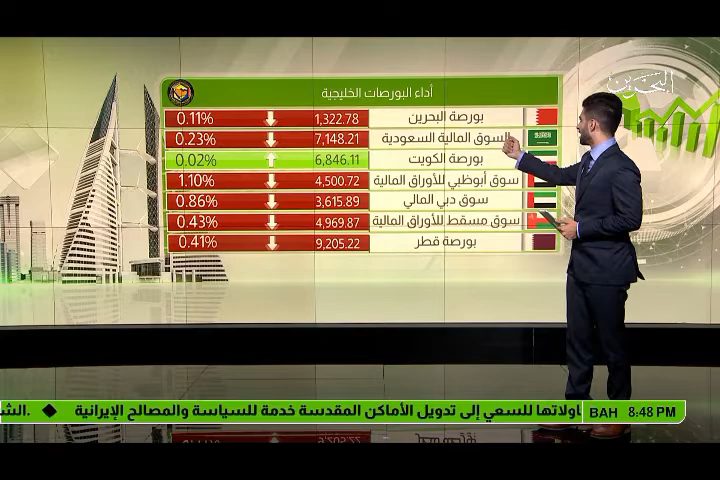 البحرين
أداء البورصات الخليجية
بورصة البحرين 1,322.78 0.11%
السوق المالية السعودية 7,148.21 0.23%
بورصة الكويت 6,846.11 0.02%
سوق أبوظبي للأوراق المالية 4,500.72 1.10%
سوق دبي المالي 3,615.89 0.86%
سوق مسقط للأوراق المالية 4,969.87 0.43%
بورصة قطر 9,205.22 0.41%
BAH 8:48 PM
اولاتها للسعي إلى تدويل الأماكن المقدسة خدمة للسياسة والمصالح الإيرانية ◆ .الش